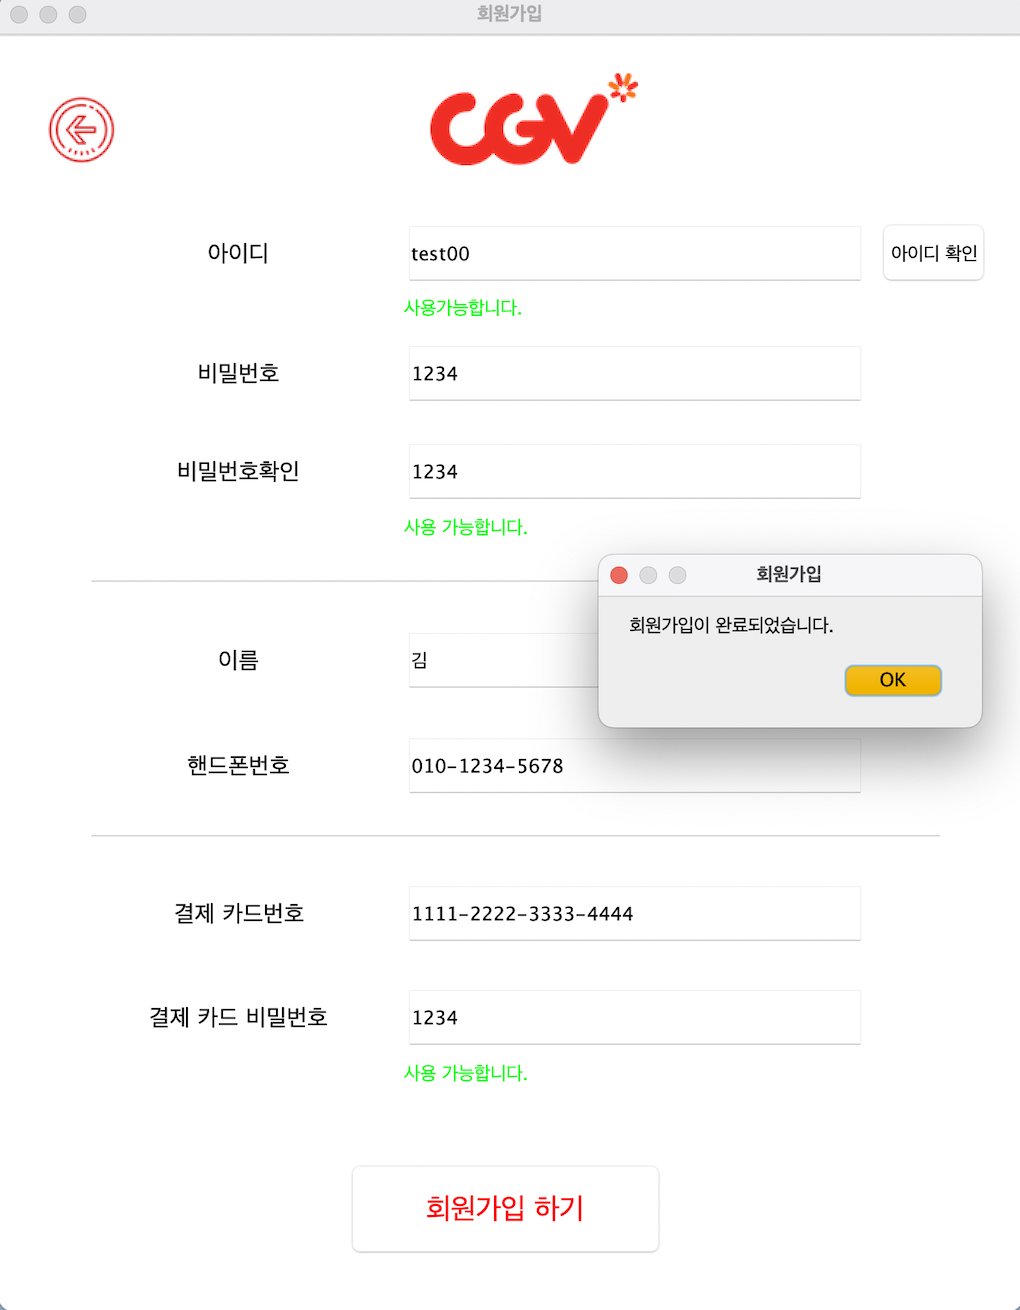 회원가입
CGV
아이디
test00
아이디 확인
사용가능합니다.
비밀번호
1234
비밀번호확인
1234
사용 가능합니다.
회원가입
회원가입이 완료되었습니다.
OK
이름
김
핸드폰번호
010-1234-5678
결제 카드번호
1111-2222-3333-4444
결제 카드 비밀번호
1234
사용 가능합니다.
회원가입 하기